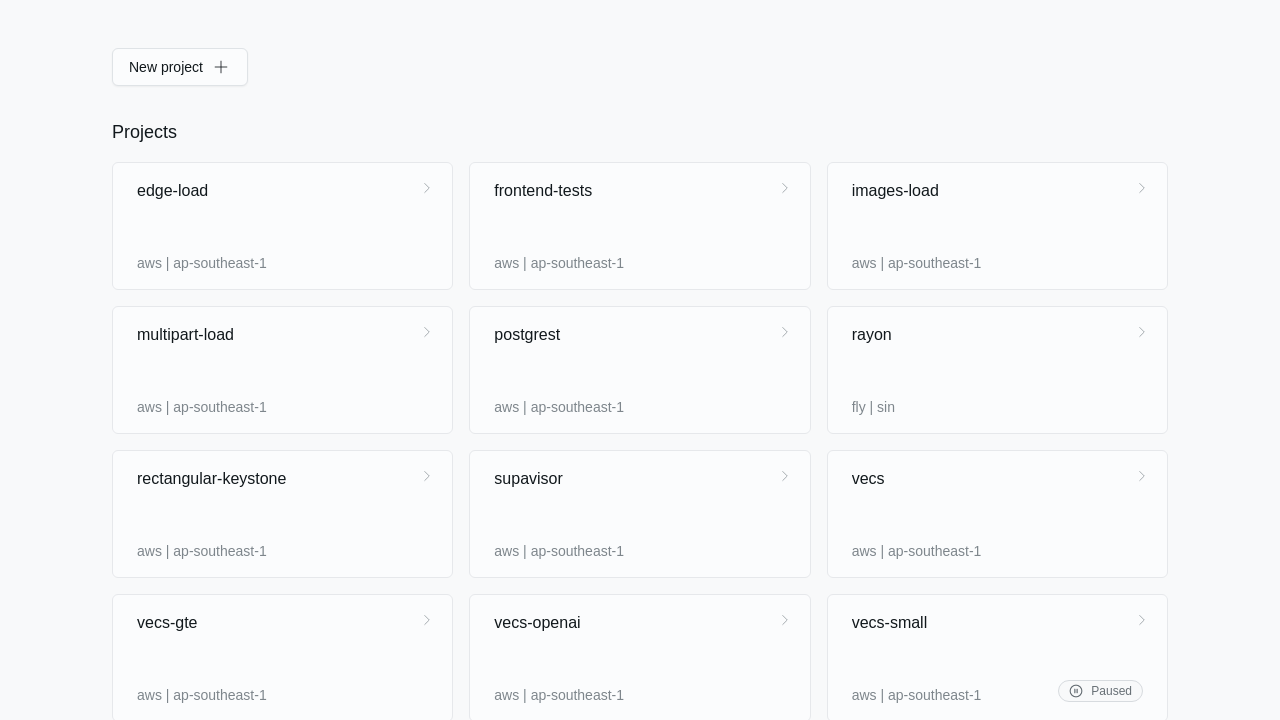 New project
Projects
edge-load
aws | ap-southeast-1
frontend-tests
aws | ap-southeast-1
images-load
aws | ap-southeast-1
multipart-load
aws | ap-southeast-1
postgrest
aws | ap-southeast-1
rayon
fly | sin
rectangular-keystone
aws | ap-southeast-1
supavisor
aws | ap-southeast-1
vecs
aws | ap-southeast-1
vecs-gte
aws | ap-southeast-1
vecs-openai
aws | ap-southeast-1
vecs-small
aws | ap-southeast-1
Paused